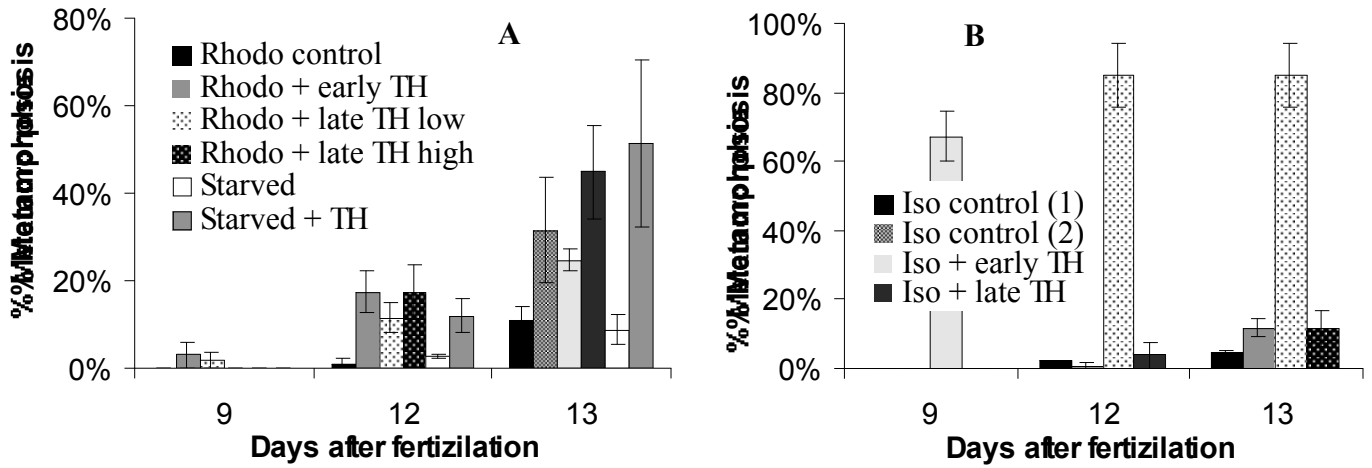 A
80%
60%
40%
20%
0%
Rhodo control
Rhodo + early TH
Rhodo + late TH low
Rhodo + late TH high
Starved
Starved + TH
9 12 13
Days after fertizilation
B
100%
80%
60%
40%
20%
0%
% Metamorphosis
Iso control (1)
Iso control (2)
Iso + early TH
Iso + late TH
9 12 13
Days after fertizilation